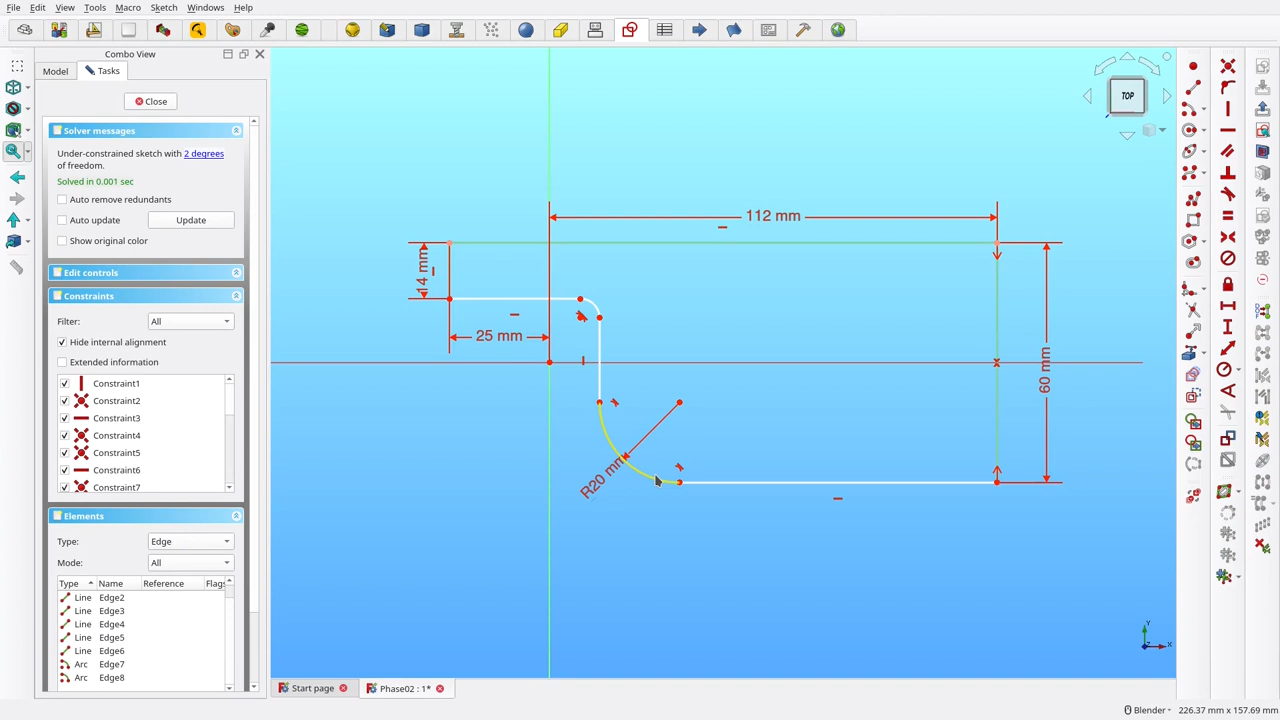 File Edit View Tools Macro Sketch Windows Help
Combo View
Model Tasks
Close
Solver messages
Under-constrained sketch with 2 degrees
of freedom.
Solved in 0.001 sec
Auto remove redundants
Auto update Update
Show original color
Edit controls
Constraints
Filter: All
Hide internal alignment
Extended information
Constraint1
Constraint2
Constraint3
Constraint4
Constraint5
Constraint6
Constraint7
Elements
Type: Edge
Mode: All
Type Name Reference Flags
Line Edge2
Line Edge3
Line Edge4
Line Edge5
Line Edge6
Arc Edge7
Arc Edge8
TOP
112 mm
14 mm
25 mm
60 mm
R20 mm
Y
Z X
Start page Phase02 : 1*
Blender 226.37 mm x 157.69 mm